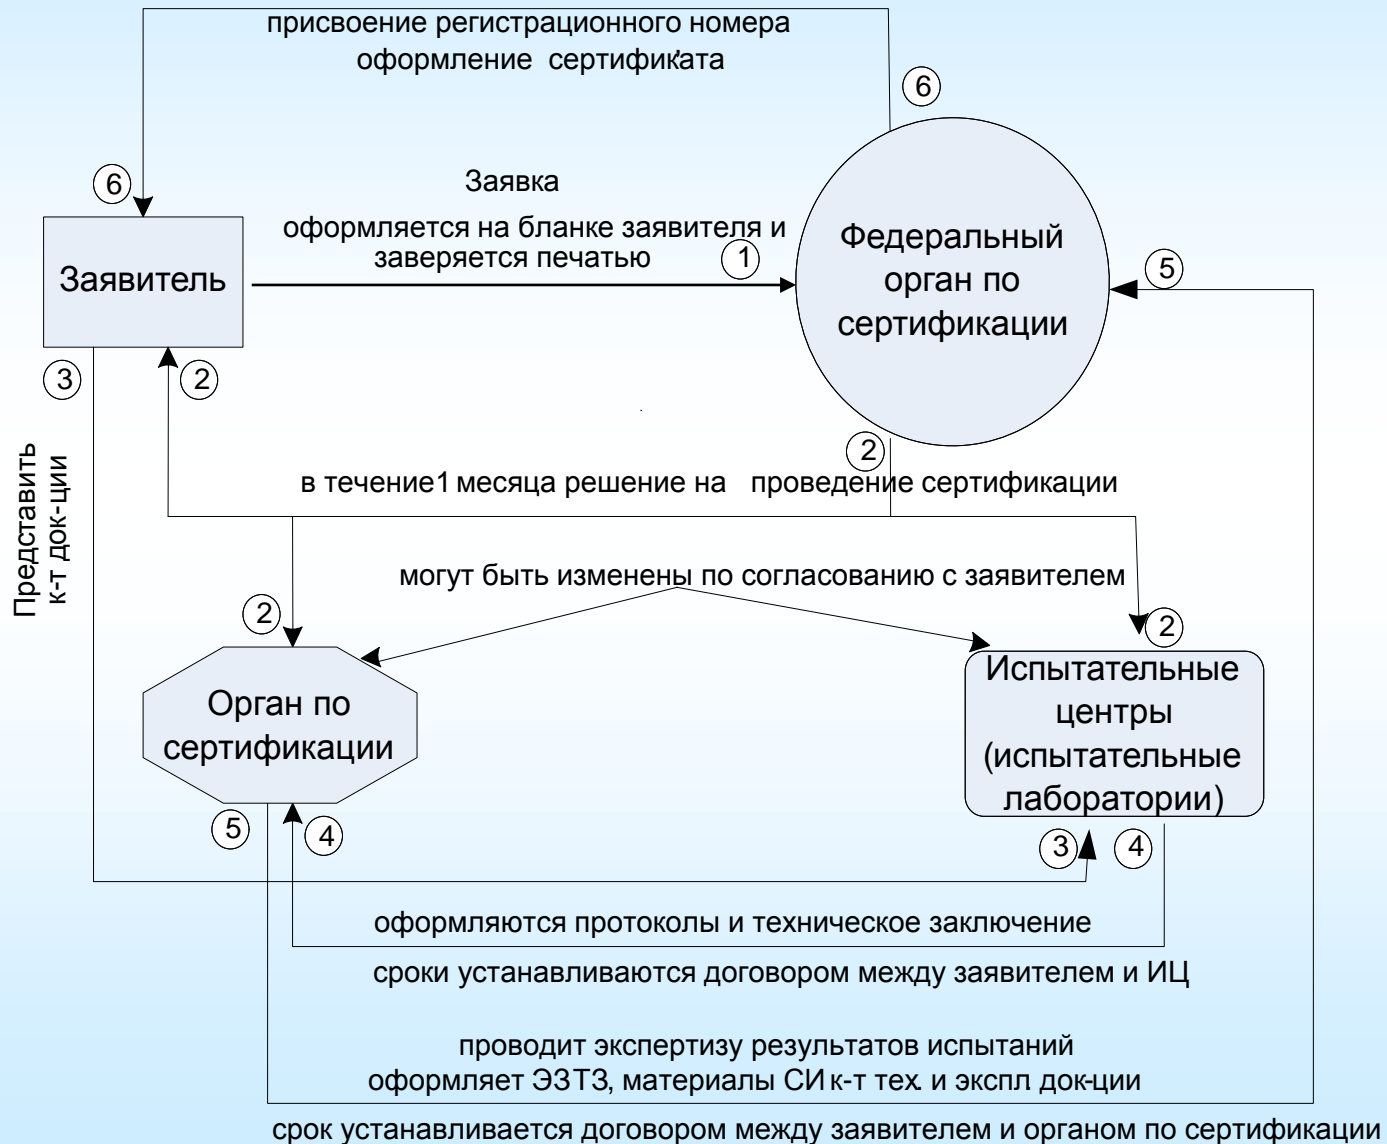 присвоение регистрационного номера
оформление сертификата
6
6
Заявка
оформляется на бланке заявителя и
заверяется печатью
1
Заявитель
Федеральный
орган по
сертификации
5
3
2
2
Представить
к-т док-ции
в течение 1 месяца решение на проведение сертификации
могут быть изменены по согласованию с заявителем
2
2
Орган по
сертификации
Испытательные
центры
(испытательные
лаборатории)
5
4
3
4
оформляются протоколы и техническое заключение
сроки устанавливаются договором между заявителем и ИЦ
проводит экспертизу результатов испытаний
оформляет ЭЗ ТЗ, материалы СИ к-т тех. и экспл. док-ции
срок устанавливается договором между заявителем и органом по сертификации